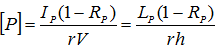 [P] = I_P(1-R_P)/rV = L_P(1-R_P)/rh